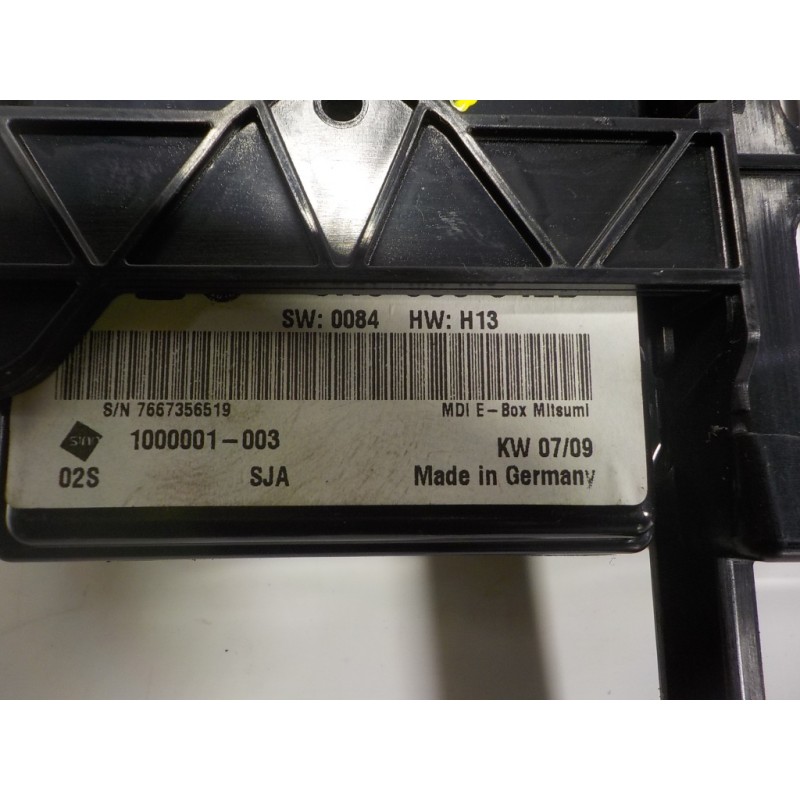 SW: 0084 HW: H13
S/N 7667356519 MDI E-Box Mitsumi
1000001-003 KW 07/09
02S SJA Made in Germany